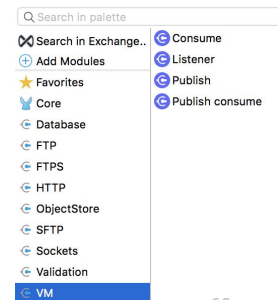 Search in palette
Search in Exchange..
Add Modules
Favorites
Core
Database
FTP
FTPS
HTTP
ObjectStore
SFTP
Sockets
Validation
VM
Consume
Listener
Publish
Publish consume